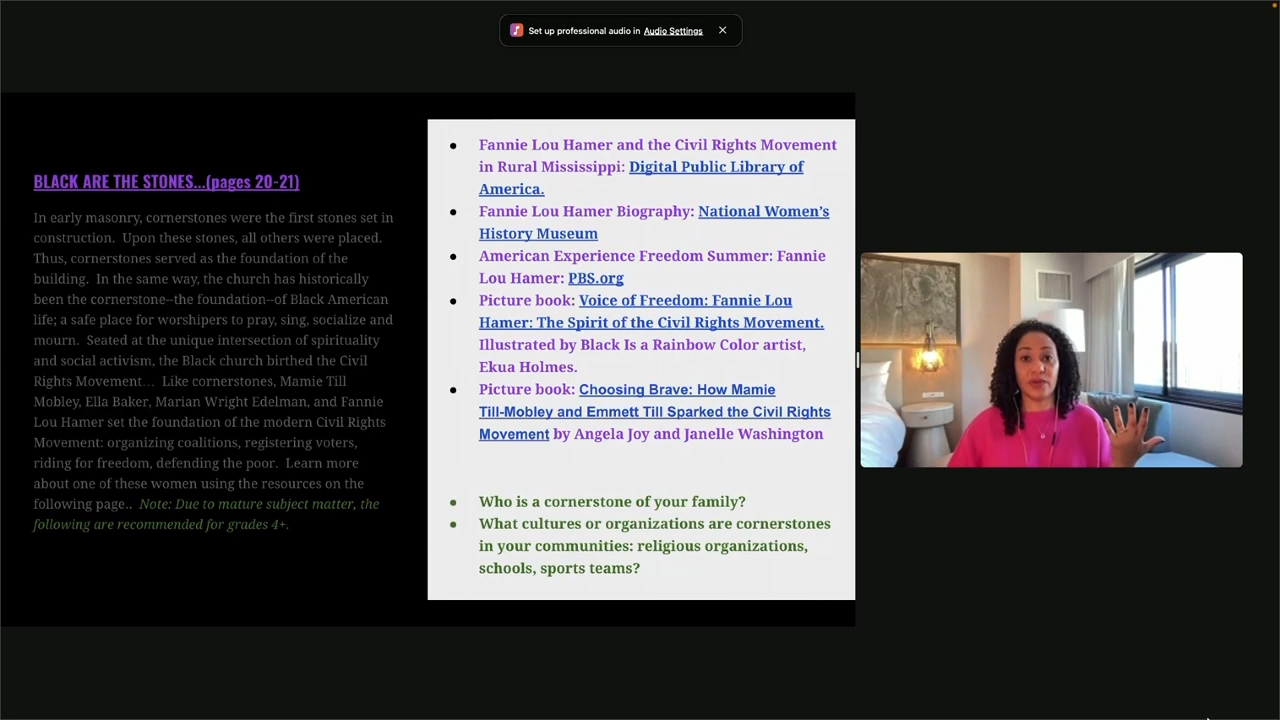 Set up professional audio in Audio Settings
BLACK ARE THE STONES...(pages 20-21)
In early masonry, cornerstones were the first stones set in
construction.  Upon these stones, all others were placed.
Thus, cornerstones served as the foundation of the
building.  In the same way, the church has historically
been the cornerstone--the foundation--of Black American
life; a safe place for worshipers to pray, sing, socialize and
mourn.  Seated at the unique intersection of spirituality
and social activism, the Black church birthed the Civil
Rights Movement...  Like cornerstones, Mamie Till
Mobley, Ella Baker, Marian Wright Edelman, and Fannie
Lou Hamer set the foundation of the modern Civil Rights
Movement: organizing coalitions, registering voters,
riding for freedom, defending the poor.  Learn more
about one of these women using the resources on the
following page..  Note: Due to mature subject matter, the
following are recommended for grades 4+.
● Fannie Lou Hamer and the Civil Rights Movement
in Rural Mississippi: Digital Public Library of
America.
● Fannie Lou Hamer Biography: National Women's
History Museum
● American Experience Freedom Summer: Fannie
Lou Hamer: PBS.org
● Picture book: Voice of Freedom: Fannie Lou
Hamer: The Spirit of the Civil Rights Movement.
Illustrated by Black Is a Rainbow Color artist,
Ekua Holmes.
● Picture book: Choosing Brave: How Mamie
Till-Mobley and Emmett Till Sparked the Civil Rights
Movement by Angela Joy and Janelle Washington
● Who is a cornerstone of your family?
● What cultures or organizations are cornerstones
in your communities: religious organizations,
schools, sports teams?